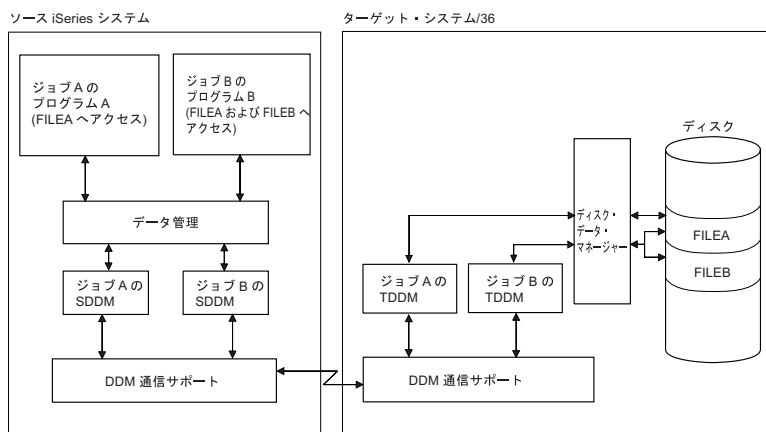 ソース iSeries システム
ターゲット・システム/36
ジョブ A の
プログラム A
(FILEA へアクセス)
ジョブ B の
プログラム B
(FILEA および FILEB へ
アクセス)
データ管理
ジョブ A の
SDDM
ジョブ B の
SDDM
DDM 通信サポート
ジョブ A の
TDDM
ジョブ B の
TDDM
DDM 通信サポート
ディスク・
データ・
マネージャー
ディスク
FILEA
FILEB